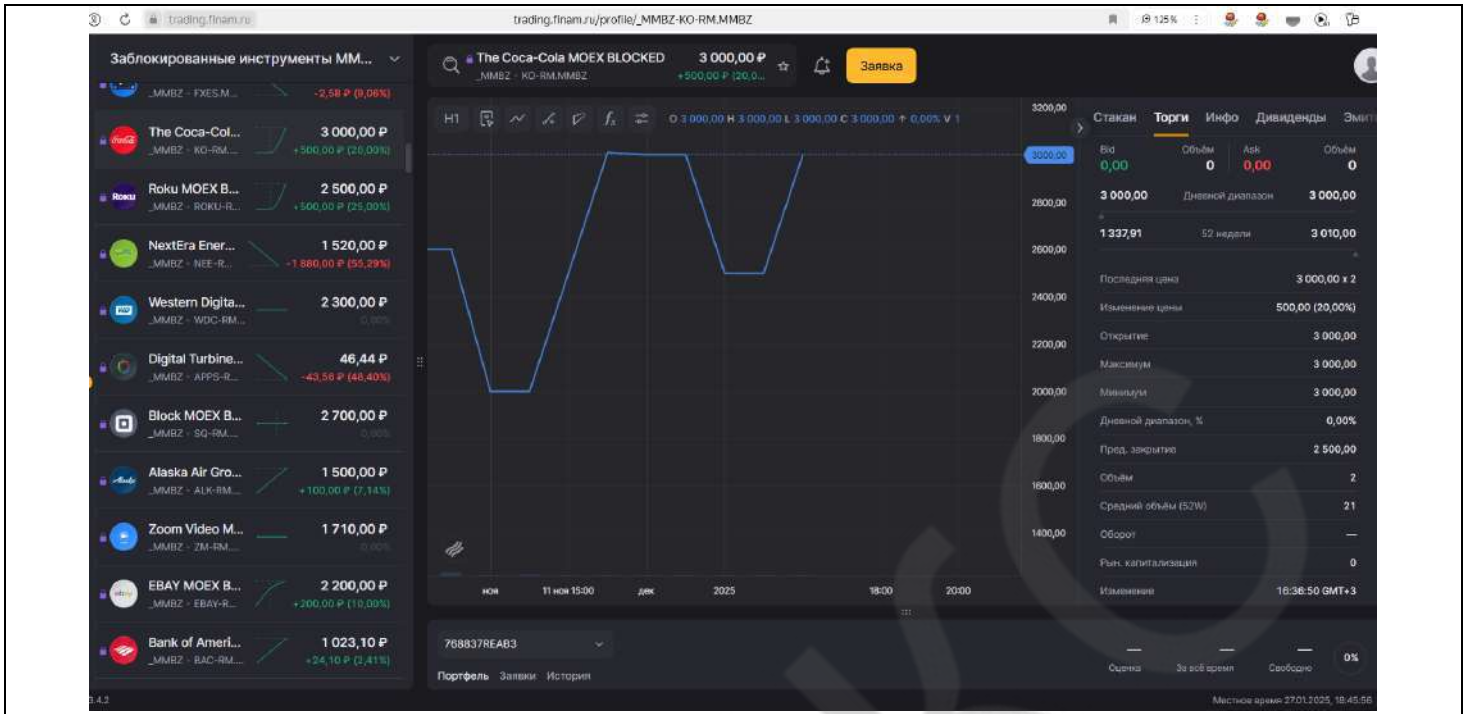 trading.finam.ru
trading.finam.ru/profile/_MMBZ-KO-RM.MMBZ
125%
Заблокированные инструменты ММ...
_MMBZ - FXES.M...
-2,58 ₽ (9,06%)
The Coca-Col...
3 000,00 ₽
_MMBZ - KO-RM....
+500,00 ₽ (20,00%)
Roku MOEX B...
2 500,00 ₽
_MMBZ - ROKU-R...
+500,00 ₽ (25,00%)
NextEra Ener...
1 520,00 ₽
_MMBZ - NEE-R...
-1 880,00 ₽ (55,29%)
Western Digita...
2 300,00 ₽
_MMBZ - WDC-RM...
0,00%
Digital Turbine...
46,44 ₽
_MMBZ - APPS-R...
-43,56 ₽ (48,40%)
Block MOEX B...
2 700,00 ₽
_MMBZ - SQ-RM....
0,00%
Alaska Air Gro...
1 500,00 ₽
_MMBZ - ALK-RM...
+100,00 ₽ (7,14%)
Zoom Video M...
1 710,00 ₽
_MMBZ - ZM-RM....
0,00%
EBAY MOEX B...
2 200,00 ₽
_MMBZ - EBAY-R...
+200,00 ₽ (10,00%)
Bank of Ameri...
1 023,10 ₽
_MMBZ - BAC-RM...
+24,10 ₽ (2,41%)
3.4.2
The Coca-Cola MOEX BLOCKED
3 000,00 ₽
_MMBZ - KO-RM.MMBZ
+500,00 ₽ (20,0...
Заявка
H1
O 3 000,00 H 3 000,00 L 3 000,00 C 3 000,00 0,00% V 1
3200,00
3000,00
2800,00
2600,00
2400,00
2200,00
2000,00
1800,00
1600,00
1400,00
ноя
11 ноя 15:00
дек
2025
18:00
20:00
Стакан Торги Инфо Дивиденды Эмит
Bid Объём Ask Объём
0,00 0 0,00 0
3 000,00 Дневной диапазон 3 000,00
1 337,91 52 недели 3 010,00
Последняя цена 3 000,00 x 2
Изменение цены 500,00 (20,00%)
Открытие 3 000,00
Максимум 3 000,00
Минимум 3 000,00
Дневной диапазон, % 0,00%
Пред. закрытие 2 500,00
Объём 2
Средний объём (52W) 21
Оборот —
Рын. капитализация 0
Изменение 16:36:50 GMT+3
768837REAB3
Портфель Заявки История
— — —
Оценка За всё время Свободно
0%
Местное время 27.01.2025, 18:45:56